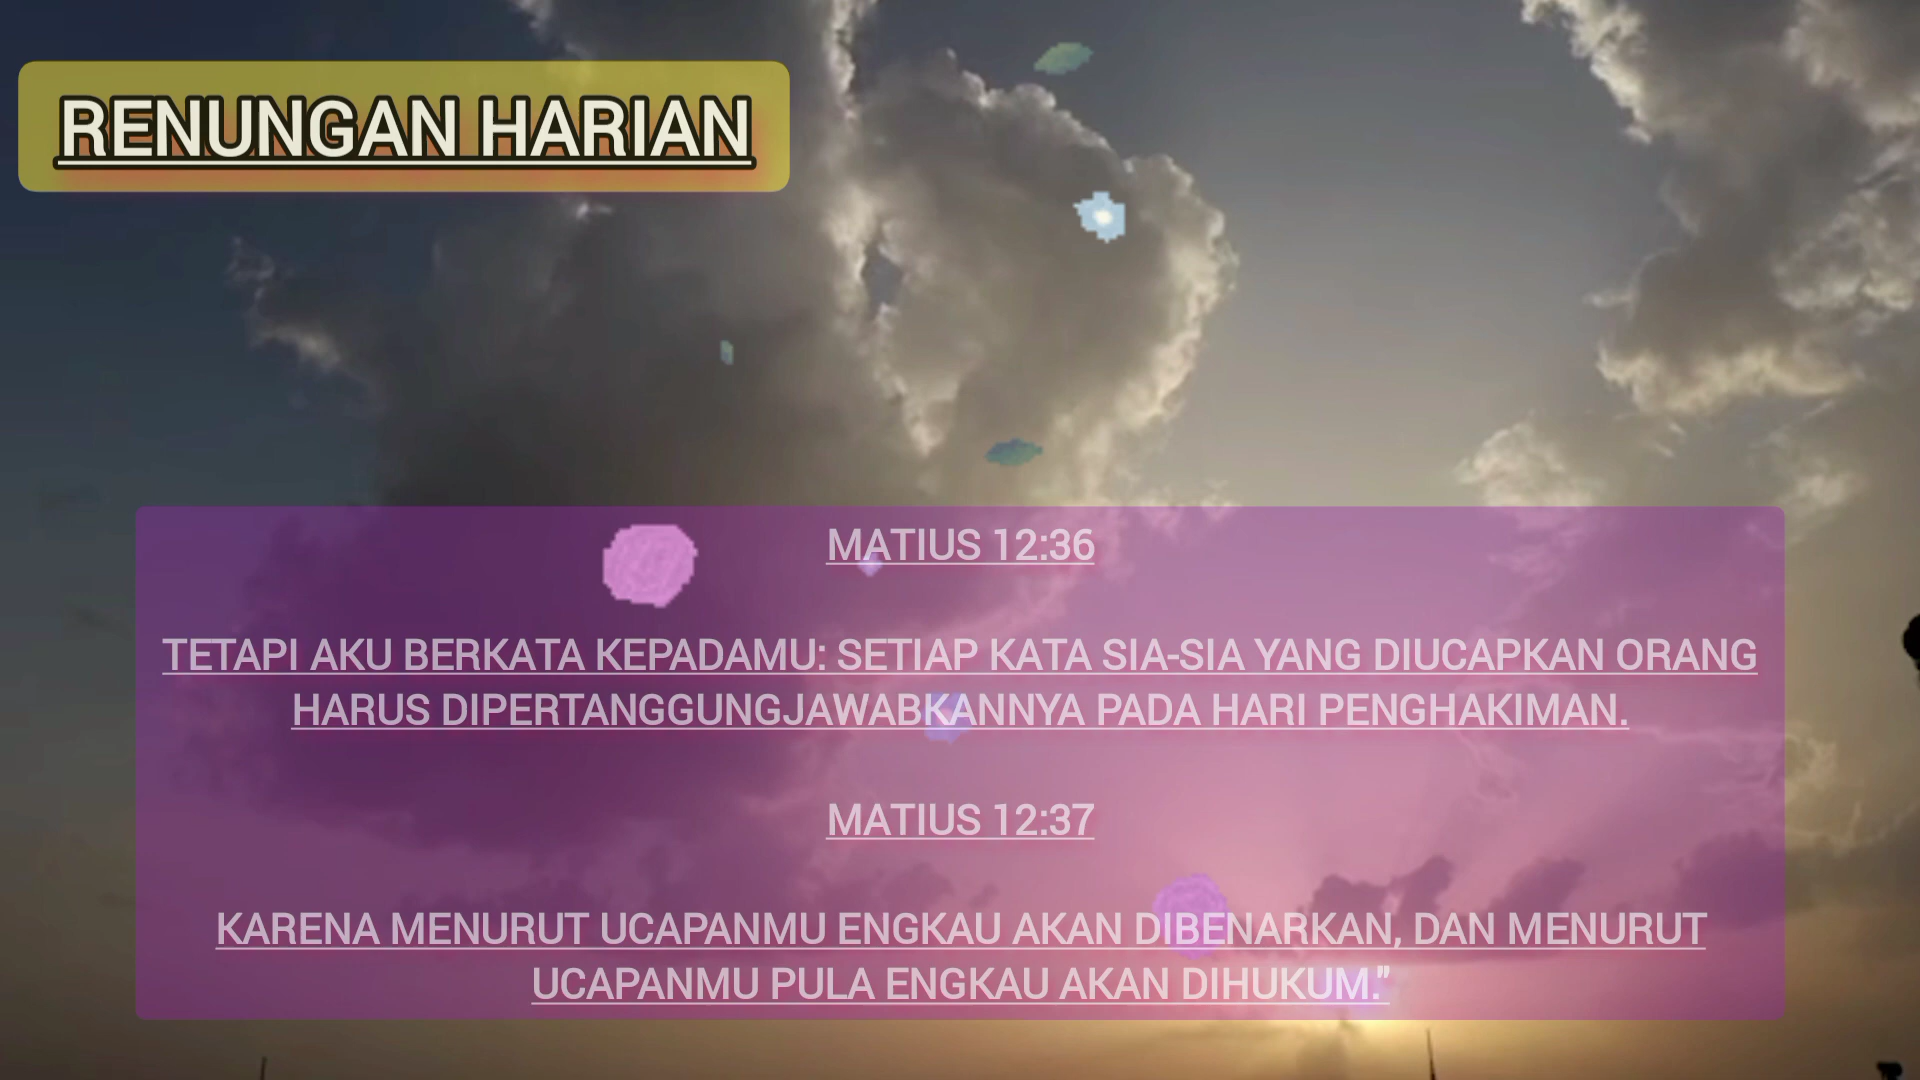 RENUNGAN HARIAN
MATIUS 12:36
TETAPI AKU BERKATA KEPADAMU: SETIAP KATA SIA-SIA YANG DIUCAPKAN ORANG
HARUS DIPERTANGGUNGJAWABKANNYA PADA HARI PENGHAKIMAN.
MATIUS 12:37
KARENA MENURUT UCAPANMU ENGKAU AKAN DIBENARKAN, DAN MENURUT
UCAPANMU PULA ENGKAU AKAN DIHUKUM."